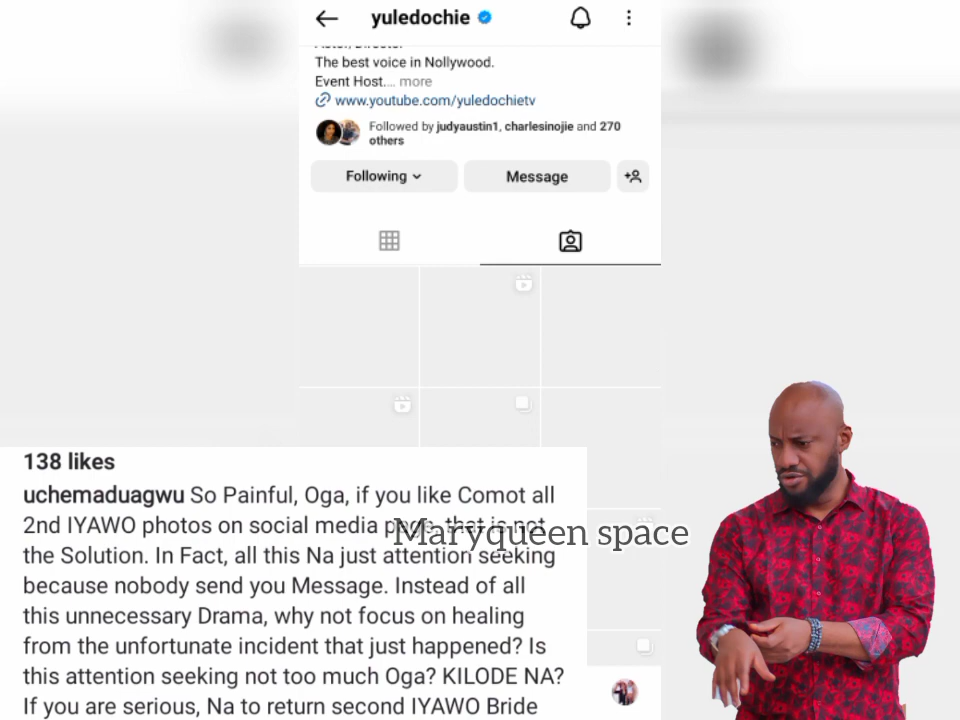 yuledochie
Actor, Director.
The best voice in Nollywood.
Event Host.... more
www.youtube.com/yuledochietv
Followed by judyaustin1, charlesinojie and 270
others
Following
Message
138 likes
uchemaduagwu So Painful, Oga, if you like Comot all
2nd IYAWO photos on social media page, that is not
the Solution. In Fact, all this Na just attention seeking
because nobody send you Message. Instead of all
this unnecessary Drama, why not focus on healing
from the unfortunate incident that just happened? Is
this attention seeking not too much Oga? KILODE NA?
If you are serious, Na to return second IYAWO Bride
Maryqueen space